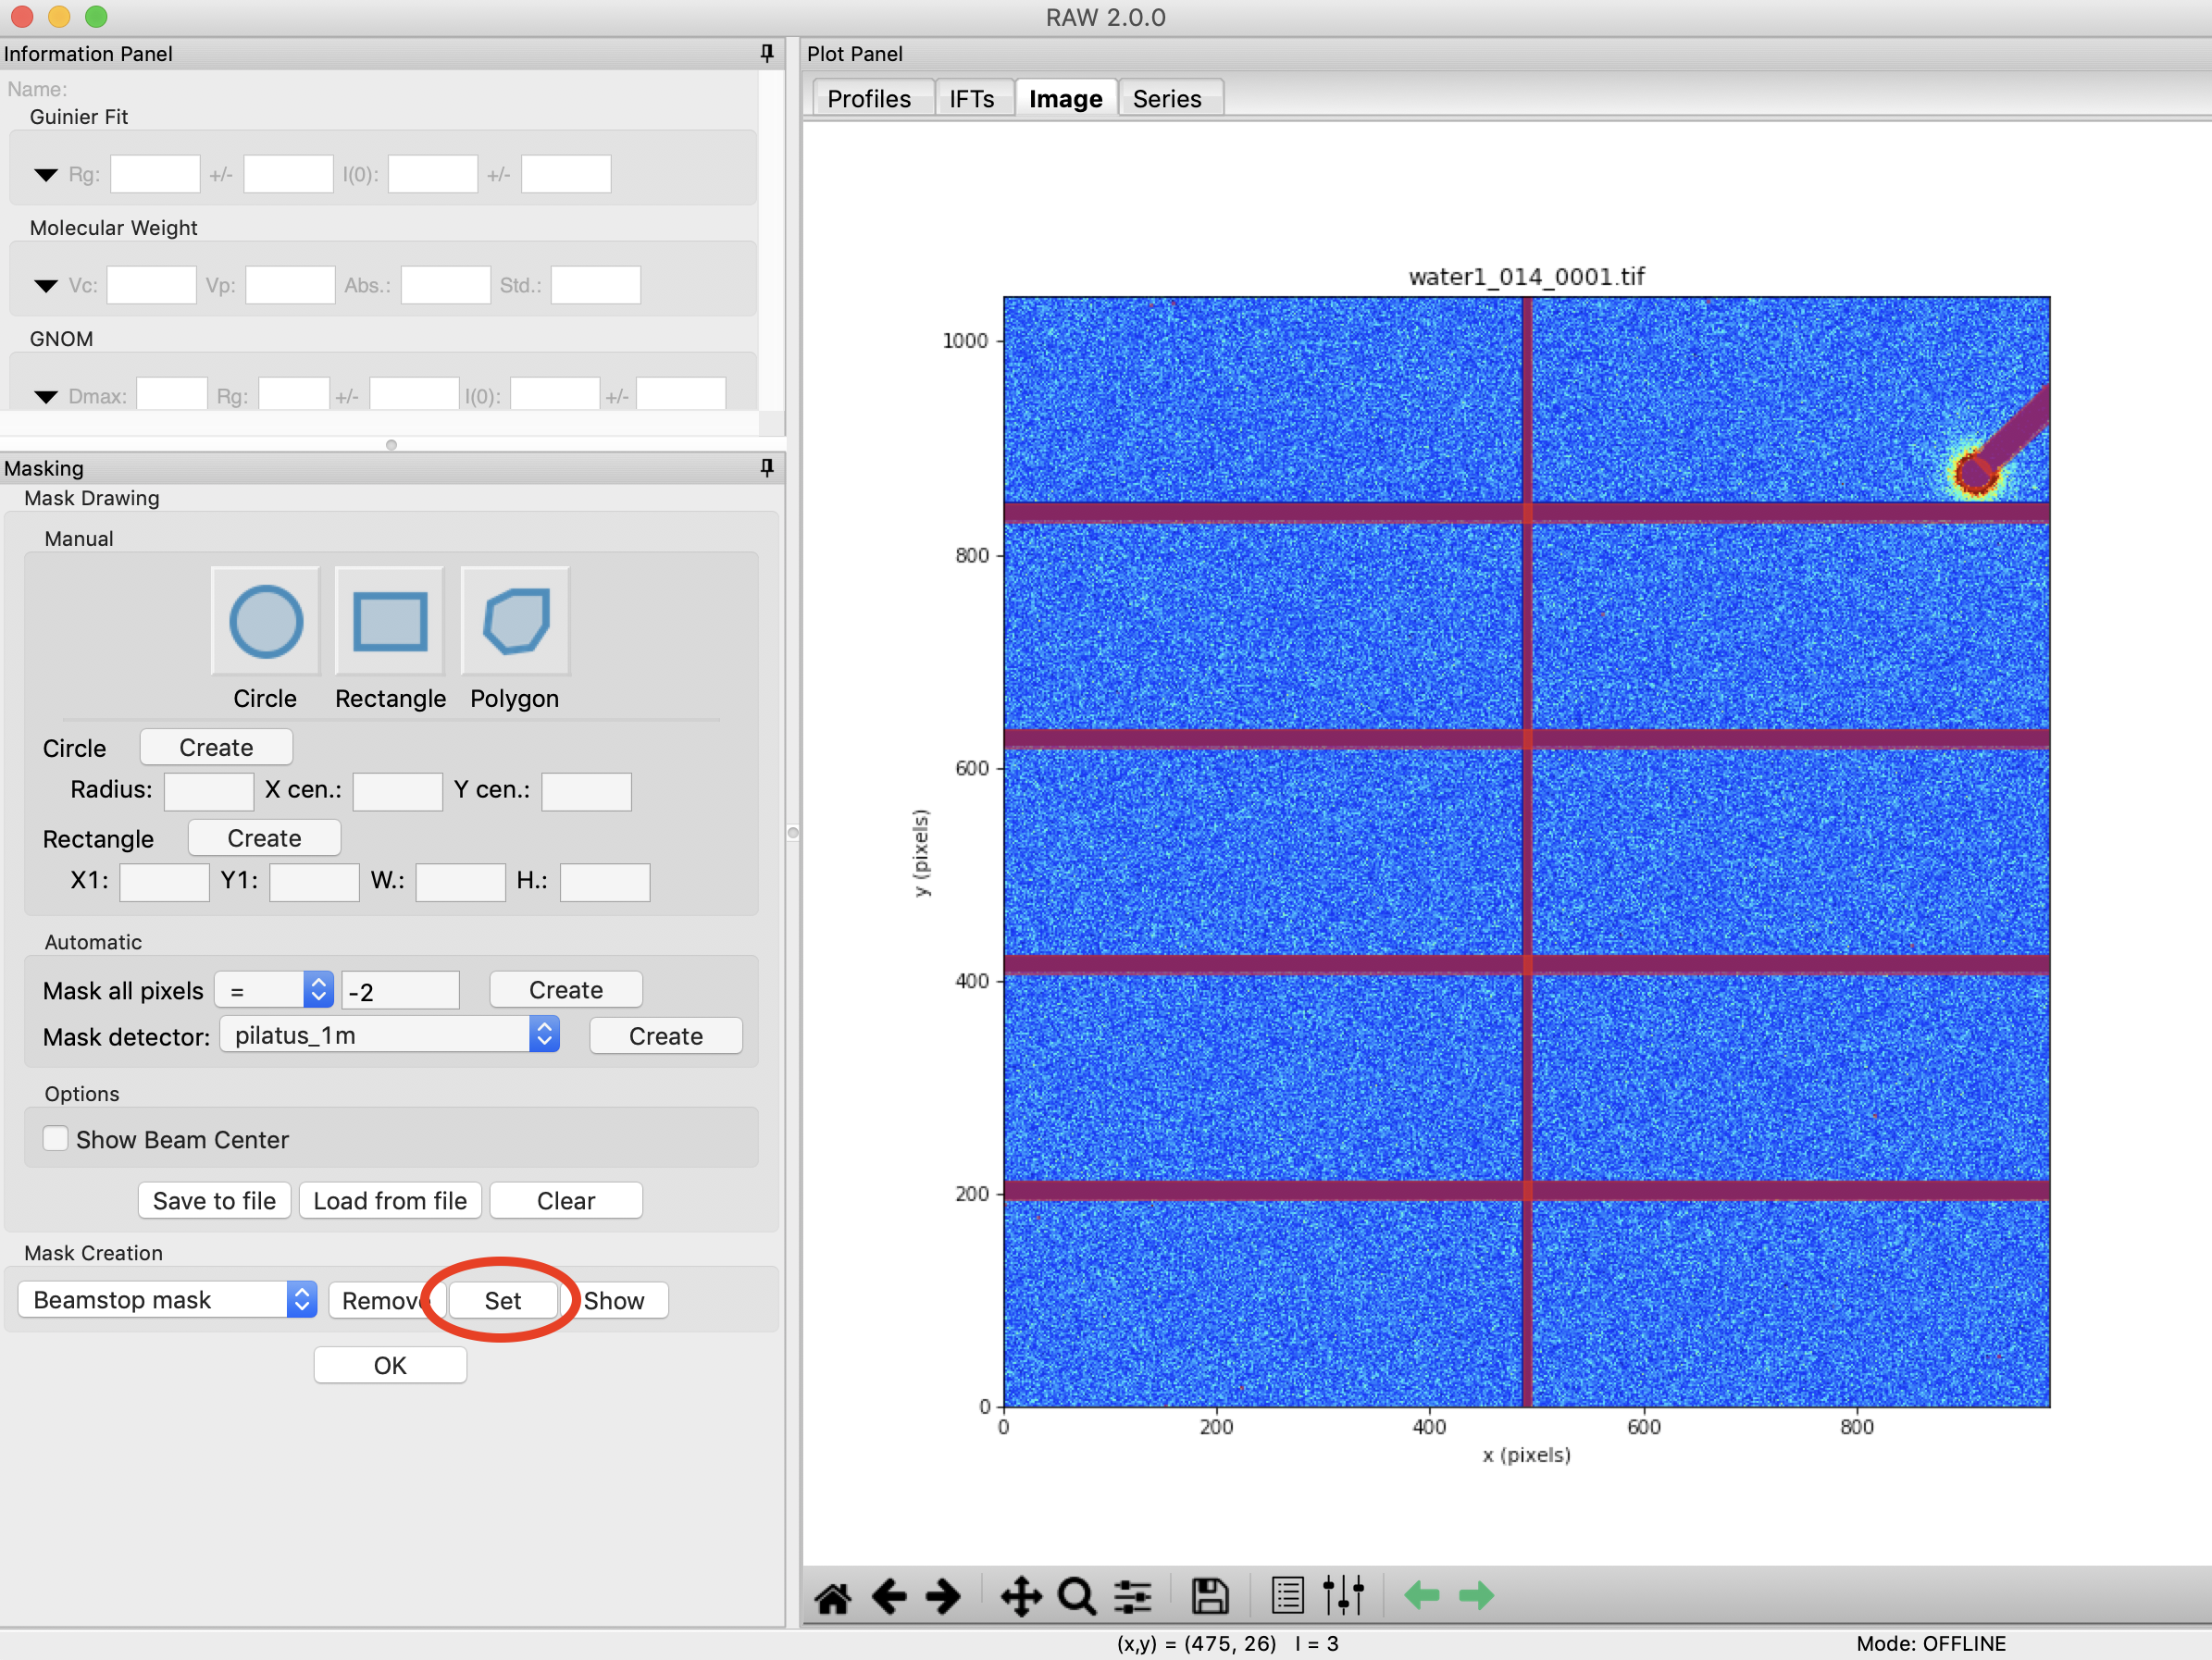 RAW 2.0.0
Information Panel
Name:
Guinier Fit
Rg: +/- I(0): +/-
Molecular Weight
Vc: Vp: Abs.: Std.:
GNOM
Dmax: Rg: +/- I(0): +/-
Masking
Mask Drawing
Manual
Circle Rectangle Polygon
Circle Create
Radius: X cen.: Y cen.:
Rectangle Create
X1: Y1: W.: H.:
Automatic
Mask all pixels = -2 Create
Mask detector: pilatus_1m Create
Options
Show Beam Center
Save to file Load from file Clear
Mask Creation
Beamstop mask Remove Set Show
OK
Plot Panel
Profiles IFTs Image Series
water1_014_0001.tif
1000
800
600
400
200
0
y (pixels)
0 200 400 600 800
x (pixels)
(x,y) = (475, 26) I = 3
Mode: OFFLINE